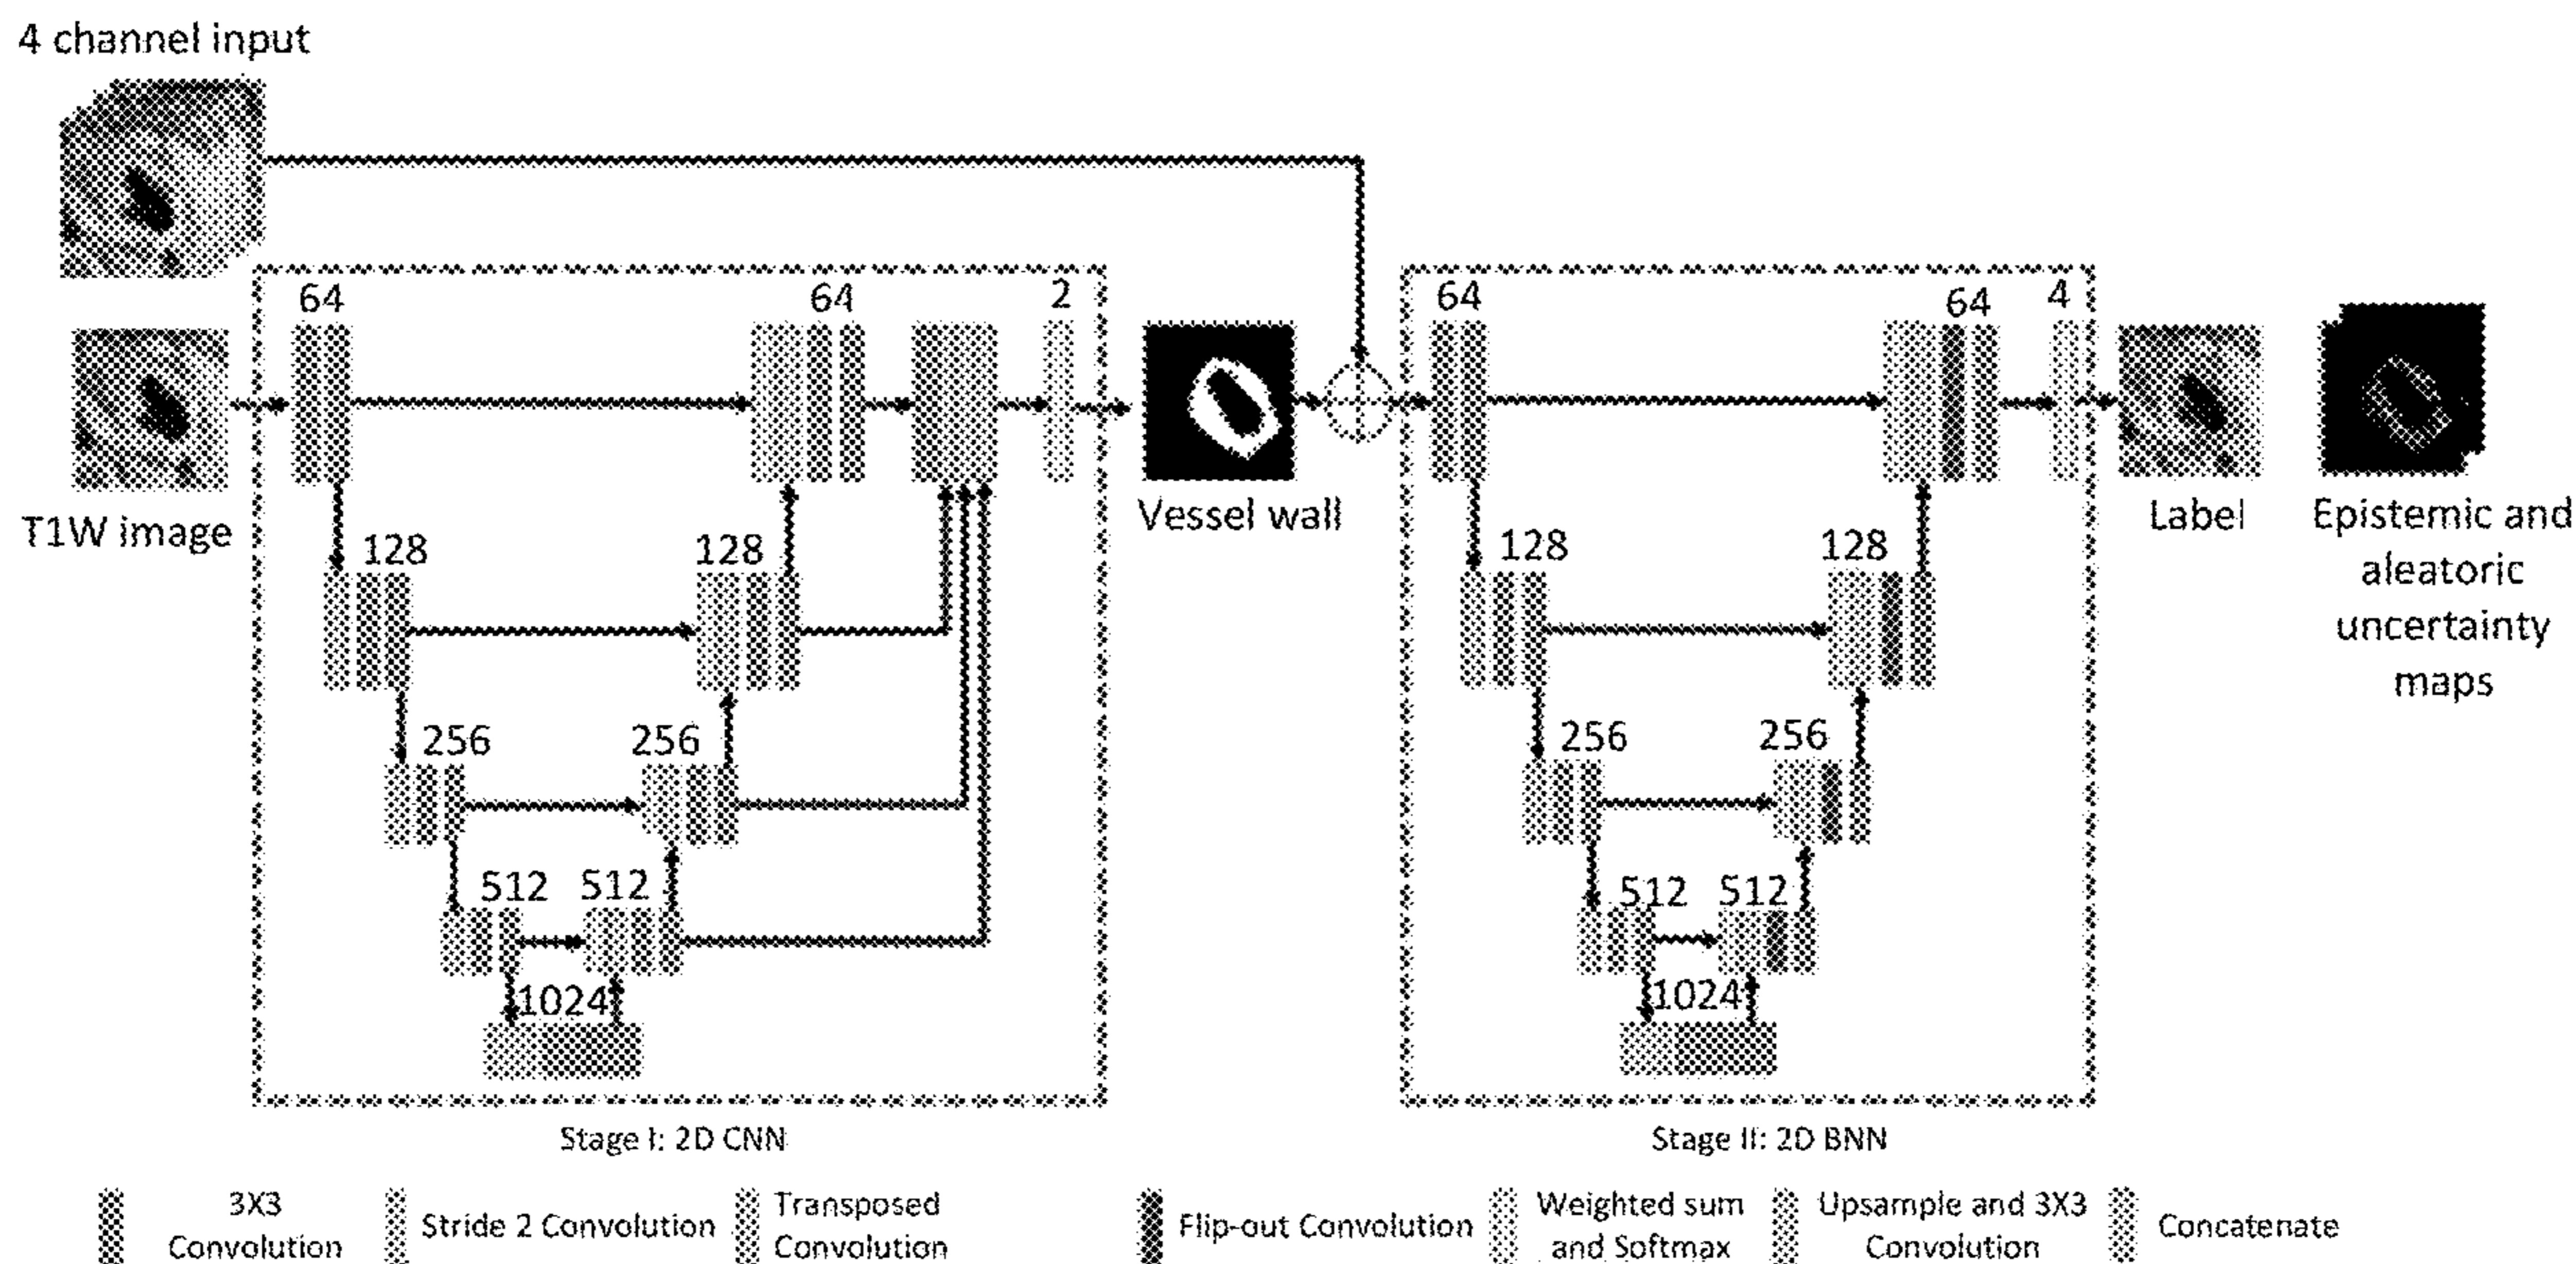 4 channel input
64
64
2
64
64
4
T1W image
Vessel wall
Label
Epistemic and
aleatoric
uncertainty
maps
128
128
128
128
256
256
256
256
512
512
512
512
1024
1024
Stage I: 2D CNN
Stage II: 2D BNN
3X3
Convolution
Stride 2 Convolution
Transposed
Convolution
Flip-out Convolution
Weighted sum
and Softmax
Upsample and 3X3
Convolution
Concatenate